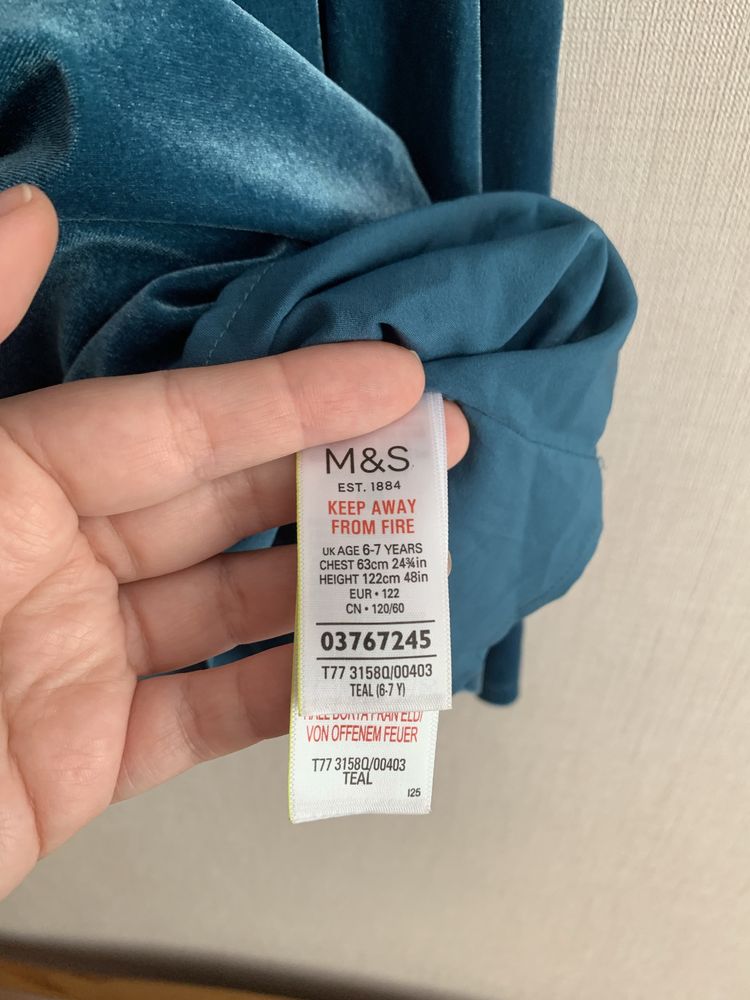 M&S
EST. 1884
KEEP AWAY
FROM FIRE
UK AGE 6-7 YEARS
CHEST 63cm 24¾in
HEIGHT 122cm 48in
EUR • 122
CN • 120/60
03767245
T77 3158Q/00403
TEAL (6-7 Y)
VON OFFENEM FEUER
T77 3158Q/00403
TEAL
I25